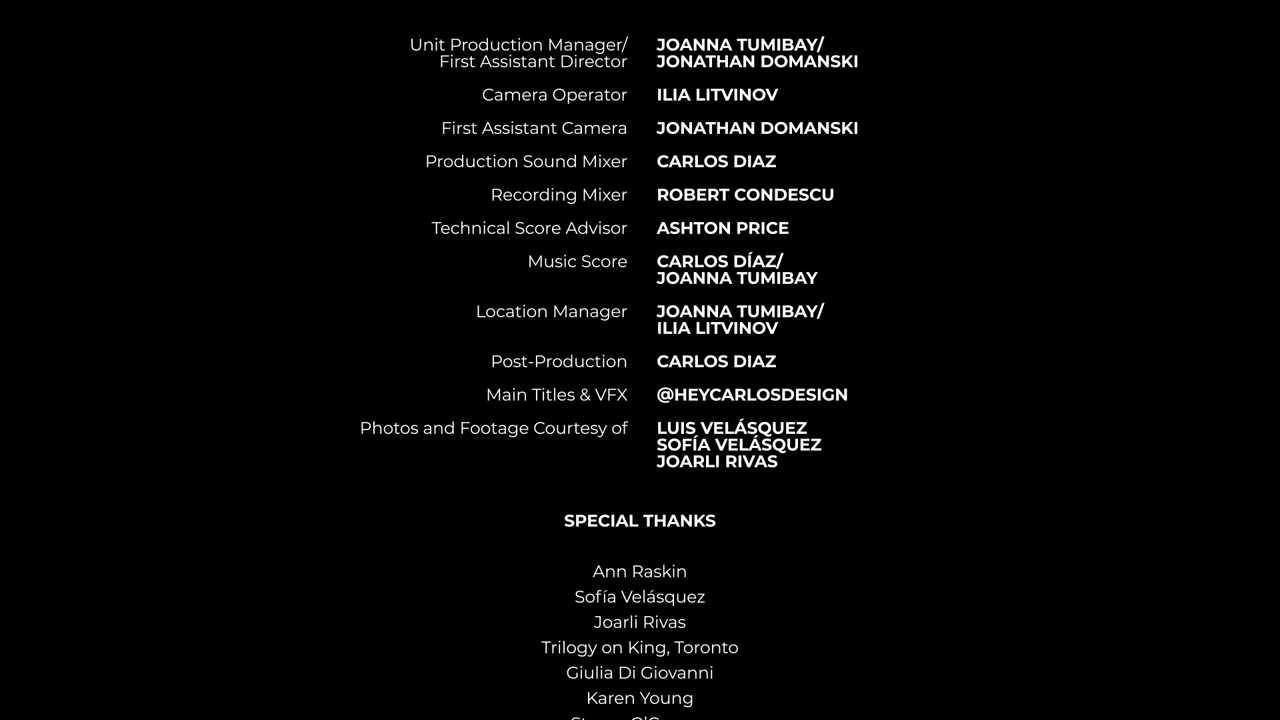 Unit Production Manager/ JOANNA TUMIBAY/
First Assistant Director JONATHAN DOMANSKI
Camera Operator ILIA LITVINOV
First Assistant Camera JONATHAN DOMANSKI
Production Sound Mixer CARLOS DIAZ
Recording Mixer ROBERT CONDESCU
Technical Score Advisor ASHTON PRICE
Music Score CARLOS DÍAZ/
JOANNA TUMIBAY
Location Manager JOANNA TUMIBAY/
ILIA LITVINOV
Post-Production CARLOS DIAZ
Main Titles & VFX @HEYCARLOSDESIGN
Photos and Footage Courtesy of LUIS VELÁSQUEZ
SOFÍA VELÁSQUEZ
JOARLI RIVAS
SPECIAL THANKS
Ann Raskin
Sofía Velásquez
Joarli Rivas
Trilogy on King, Toronto
Giulia Di Giovanni
Karen Young